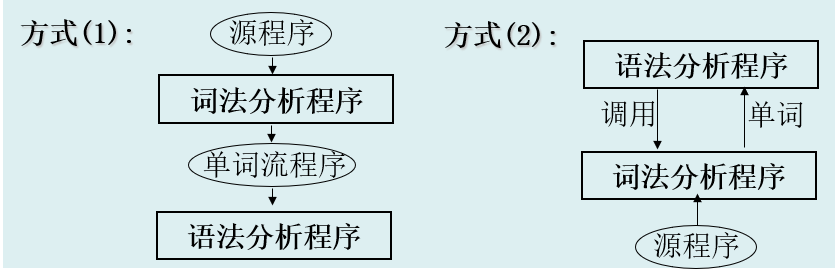 方式(1):
源程序
词法分析程序
单词流程序
语法分析程序
方式(2):
语法分析程序
调用
单词
词法分析程序
源程序